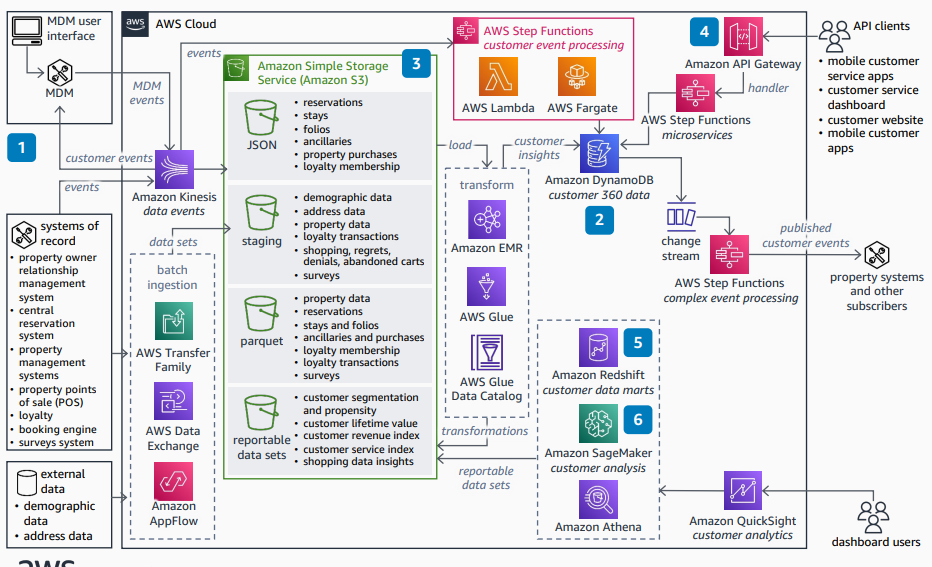 MDM user
interface
MDM
1
aws
AWS Cloud
MDM
events
customer events
events
Amazon Kinesis
data events
systems of
record
• property owner
relationship
management
system
• central
reservation
system
• property
management
systems
• property points
of sale (POS)
• loyalty
• booking engine
• surveys system
external
data
• demographic
data
• address data
data sets
batch
ingestion
AWS Transfer
Family
AWS Data
Exchange
Amazon
AppFlow
events
Amazon Simple Storage
Service (Amazon S3)
3
JSON
• reservations
• stays
• folios
• ancillaries
• property purchases
• loyalty membership
staging
• demographic data
• address data
• property data
• loyalty transactions
• shopping, regrets,
denials, abandoned carts
• surveys
parquet
• property data
• reservations
• stays and folios
• ancillaries and purchases
• loyalty membership
• loyalty transactions
• surveys
reportable
data sets
• customer segmentation
and propensity
• customer lifetime value
• customer revenue index
• customer service index
• shopping data insights
AWS Step Functions
customer event processing
AWS Lambda
AWS Fargate
load
customer
insights
transform
Amazon EMR
AWS Glue
AWS Glue
Data Catalog
transformations
reportable
data sets
4
Amazon API Gateway
handler
AWS Step Functions
microservices
Amazon DynamoDB
customer 360 data
2
change
stream
AWS Step Functions
complex event processing
published
customer events
property systems
and other
subscribers
API clients
• mobile customer
service apps
• customer service
dashboard
• customer website
• mobile customer
apps
5
Amazon Redshift
customer data marts
6
Amazon SageMaker
customer analysis
Amazon Athena
Amazon QuickSight
customer analytics
dashboard users
aws